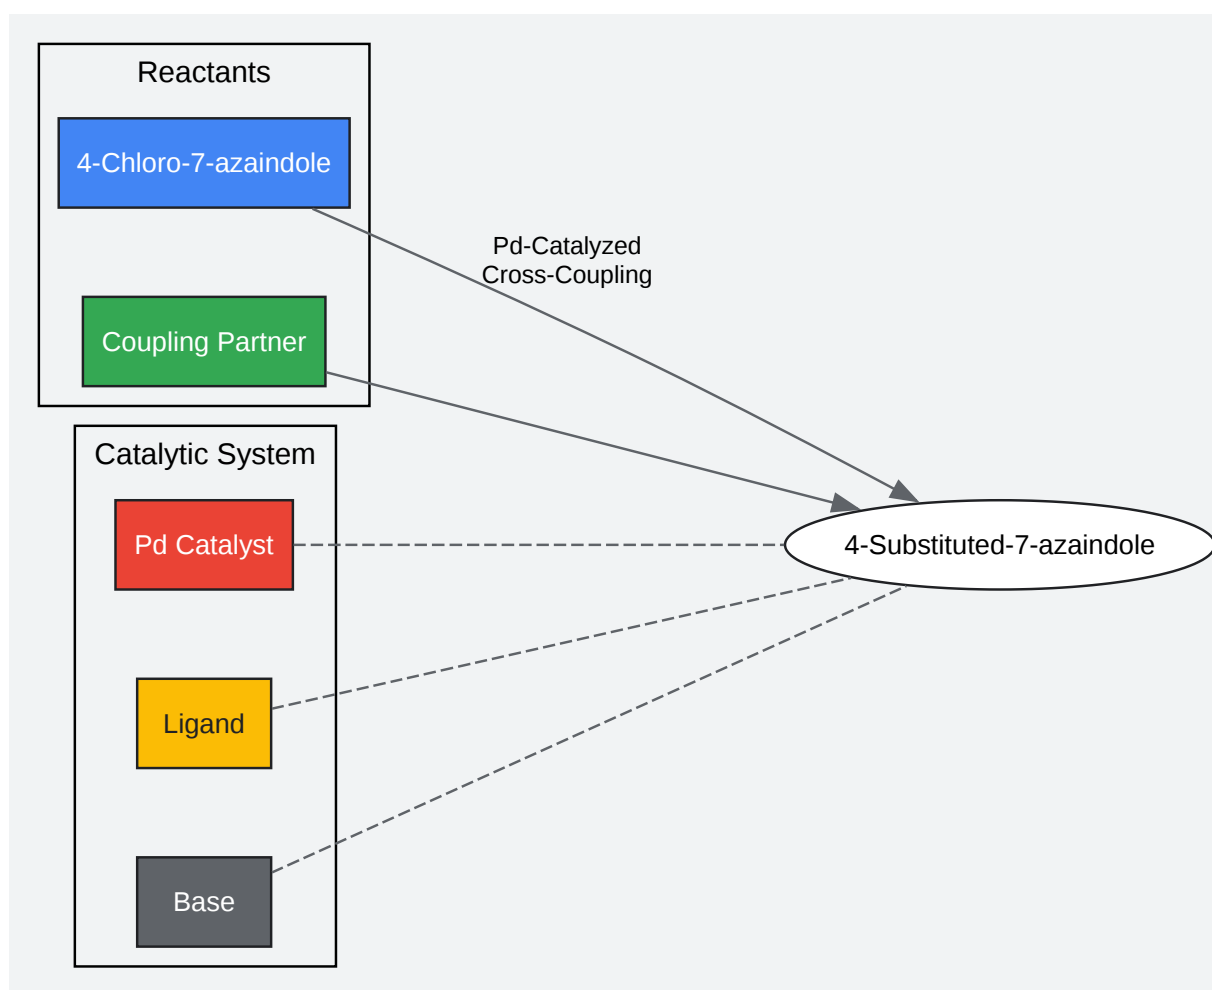 Reactants
4-Chloro-7-azaindole
Pd-Catalyzed
Cross-Coupling
Coupling Partner
Catalytic System
Pd Catalyst
4-Substituted-7-azaindole
Ligand
Base